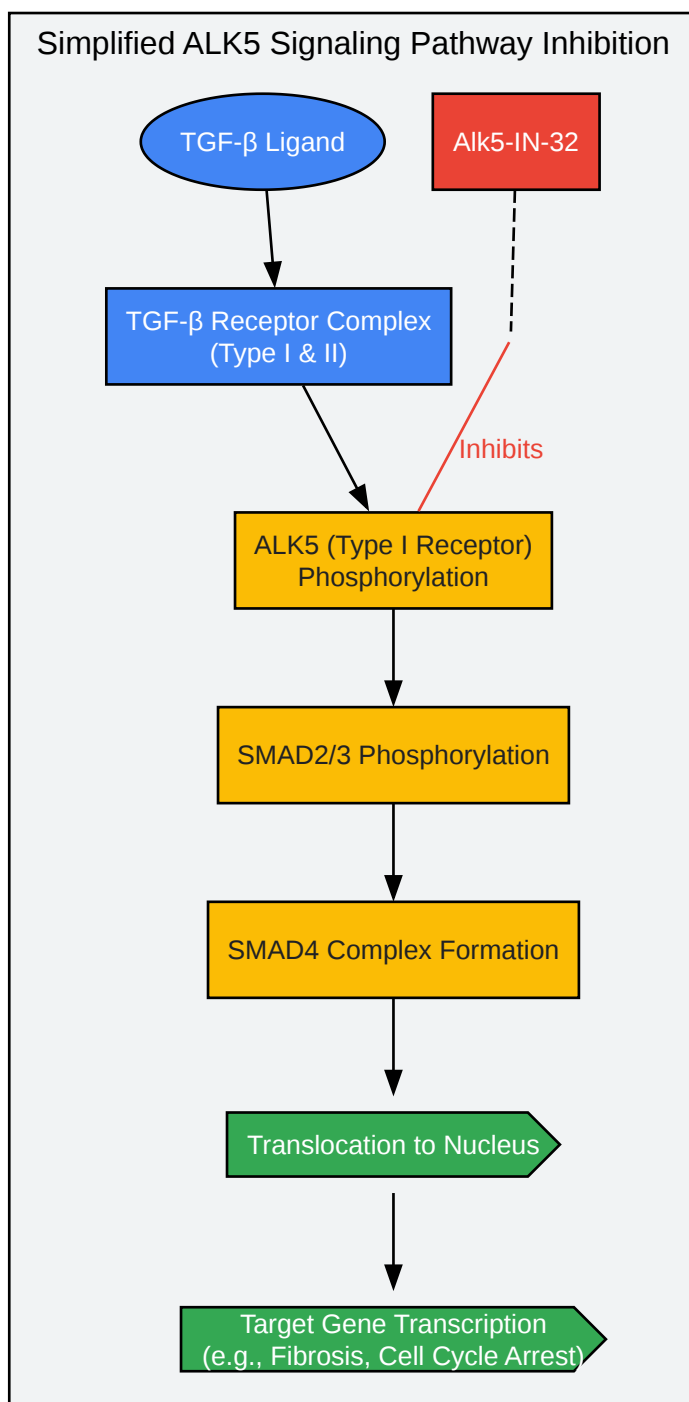 Simplified ALK5 Signaling Pathway Inhibition
TGF-β Ligand
Alk5-IN-32
TGF-β Receptor Complex
(Type I & II)
Inhibits
ALK5 (Type I Receptor)
Phosphorylation
SMAD2/3 Phosphorylation
SMAD4 Complex Formation
Translocation to Nucleus
Target Gene Transcription
(e.g., Fibrosis, Cell Cycle Arrest)